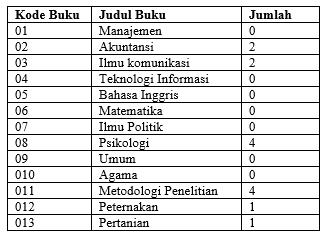 Kode Buku Judul Buku Jumlah
01 Manajemen 0
02 Akuntansi 2
03 Ilmu komunikasi 2
04 Teknologi Informasi 0
05 Bahasa Inggris 0
06 Matematika 0
07 Ilmu Politik 0
08 Psikologi 4
09 Umum 0
010 Agama 0
011 Metodologi Penelitian 4
012 Peternakan 1
013 Pertanian 1